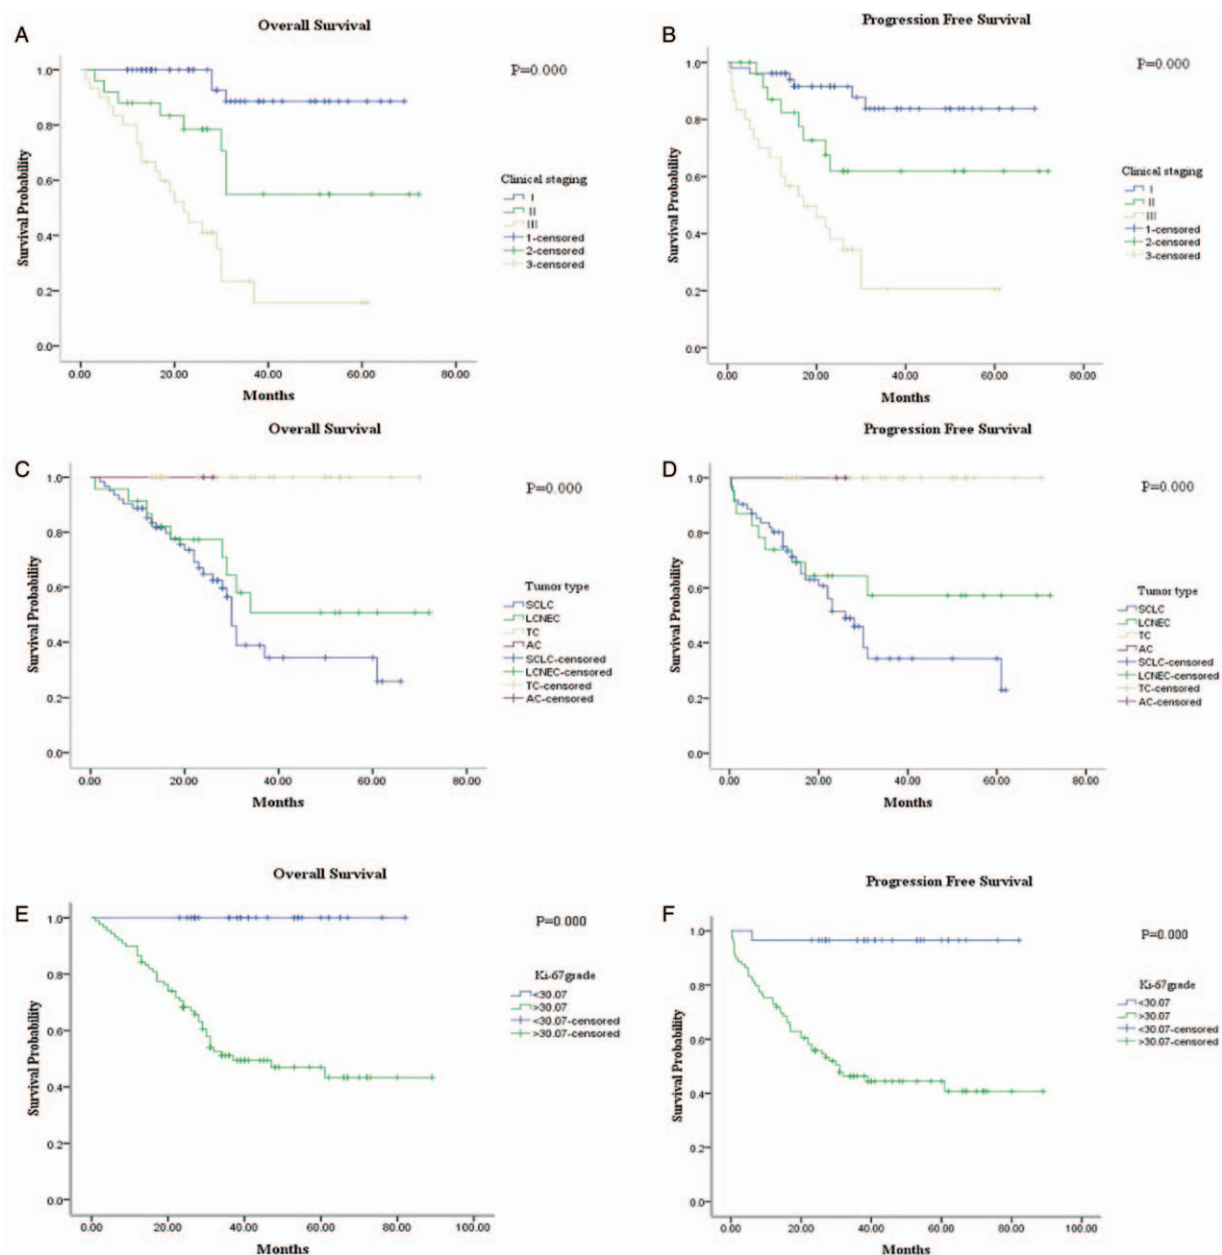 A
Overall Survival
P=0.000
Survival Probability
1.0
0.8
0.6
0.4
0.2
0.0
Clinical staging
I
II
III
1-censored
2-censored
3-censored
0.00 20.00 40.00 60.00 80.00
Months
B
Progression Free Survival
P=0.000
Survival Probability
1.0
0.8
0.6
0.4
0.2
0.0
Clinical staging
I
II
III
1-censored
2-censored
3-censored
0.00 20.00 40.00 60.00 80.00
Months
C
Overall Survival
P=0.000
Survival Probability
1.0
0.8
0.6
0.4
0.2
0.0
Tumor type
SCLC
LCNEC
TC
AC
SCLC-censored
LCNEC-censored
TC-censored
AC-censored
0.00 20.00 40.00 60.00 80.00
Months
D
Progression Free Survival
P=0.000
Survival Probability
1.0
0.8
0.6
0.4
0.2
0.0
Tumor type
SCLC
LCNEC
TC
AC
SCLC-censored
LCNEC-censored
TC-censored
AC-censored
0.00 20.00 40.00 60.00 80.00
Months
E
Overall Survival
P=0.000
Survival Probability
1.0
0.8
0.6
0.4
0.2
0.0
Ki-67grade
<30.07
>30.07
<30.07-censored
>30.07-censored
0.00 20.00 40.00 60.00 80.00 100.00
Months
F
Progression Free Survival
P=0.000
Survival Probability
1.0
0.8
0.6
0.4
0.2
0.0
Ki-67grade
<30.07
>30.07
<30.07-censored
>30.07-censored
0.00 20.00 40.00 60.00 80.00 100.00
Months